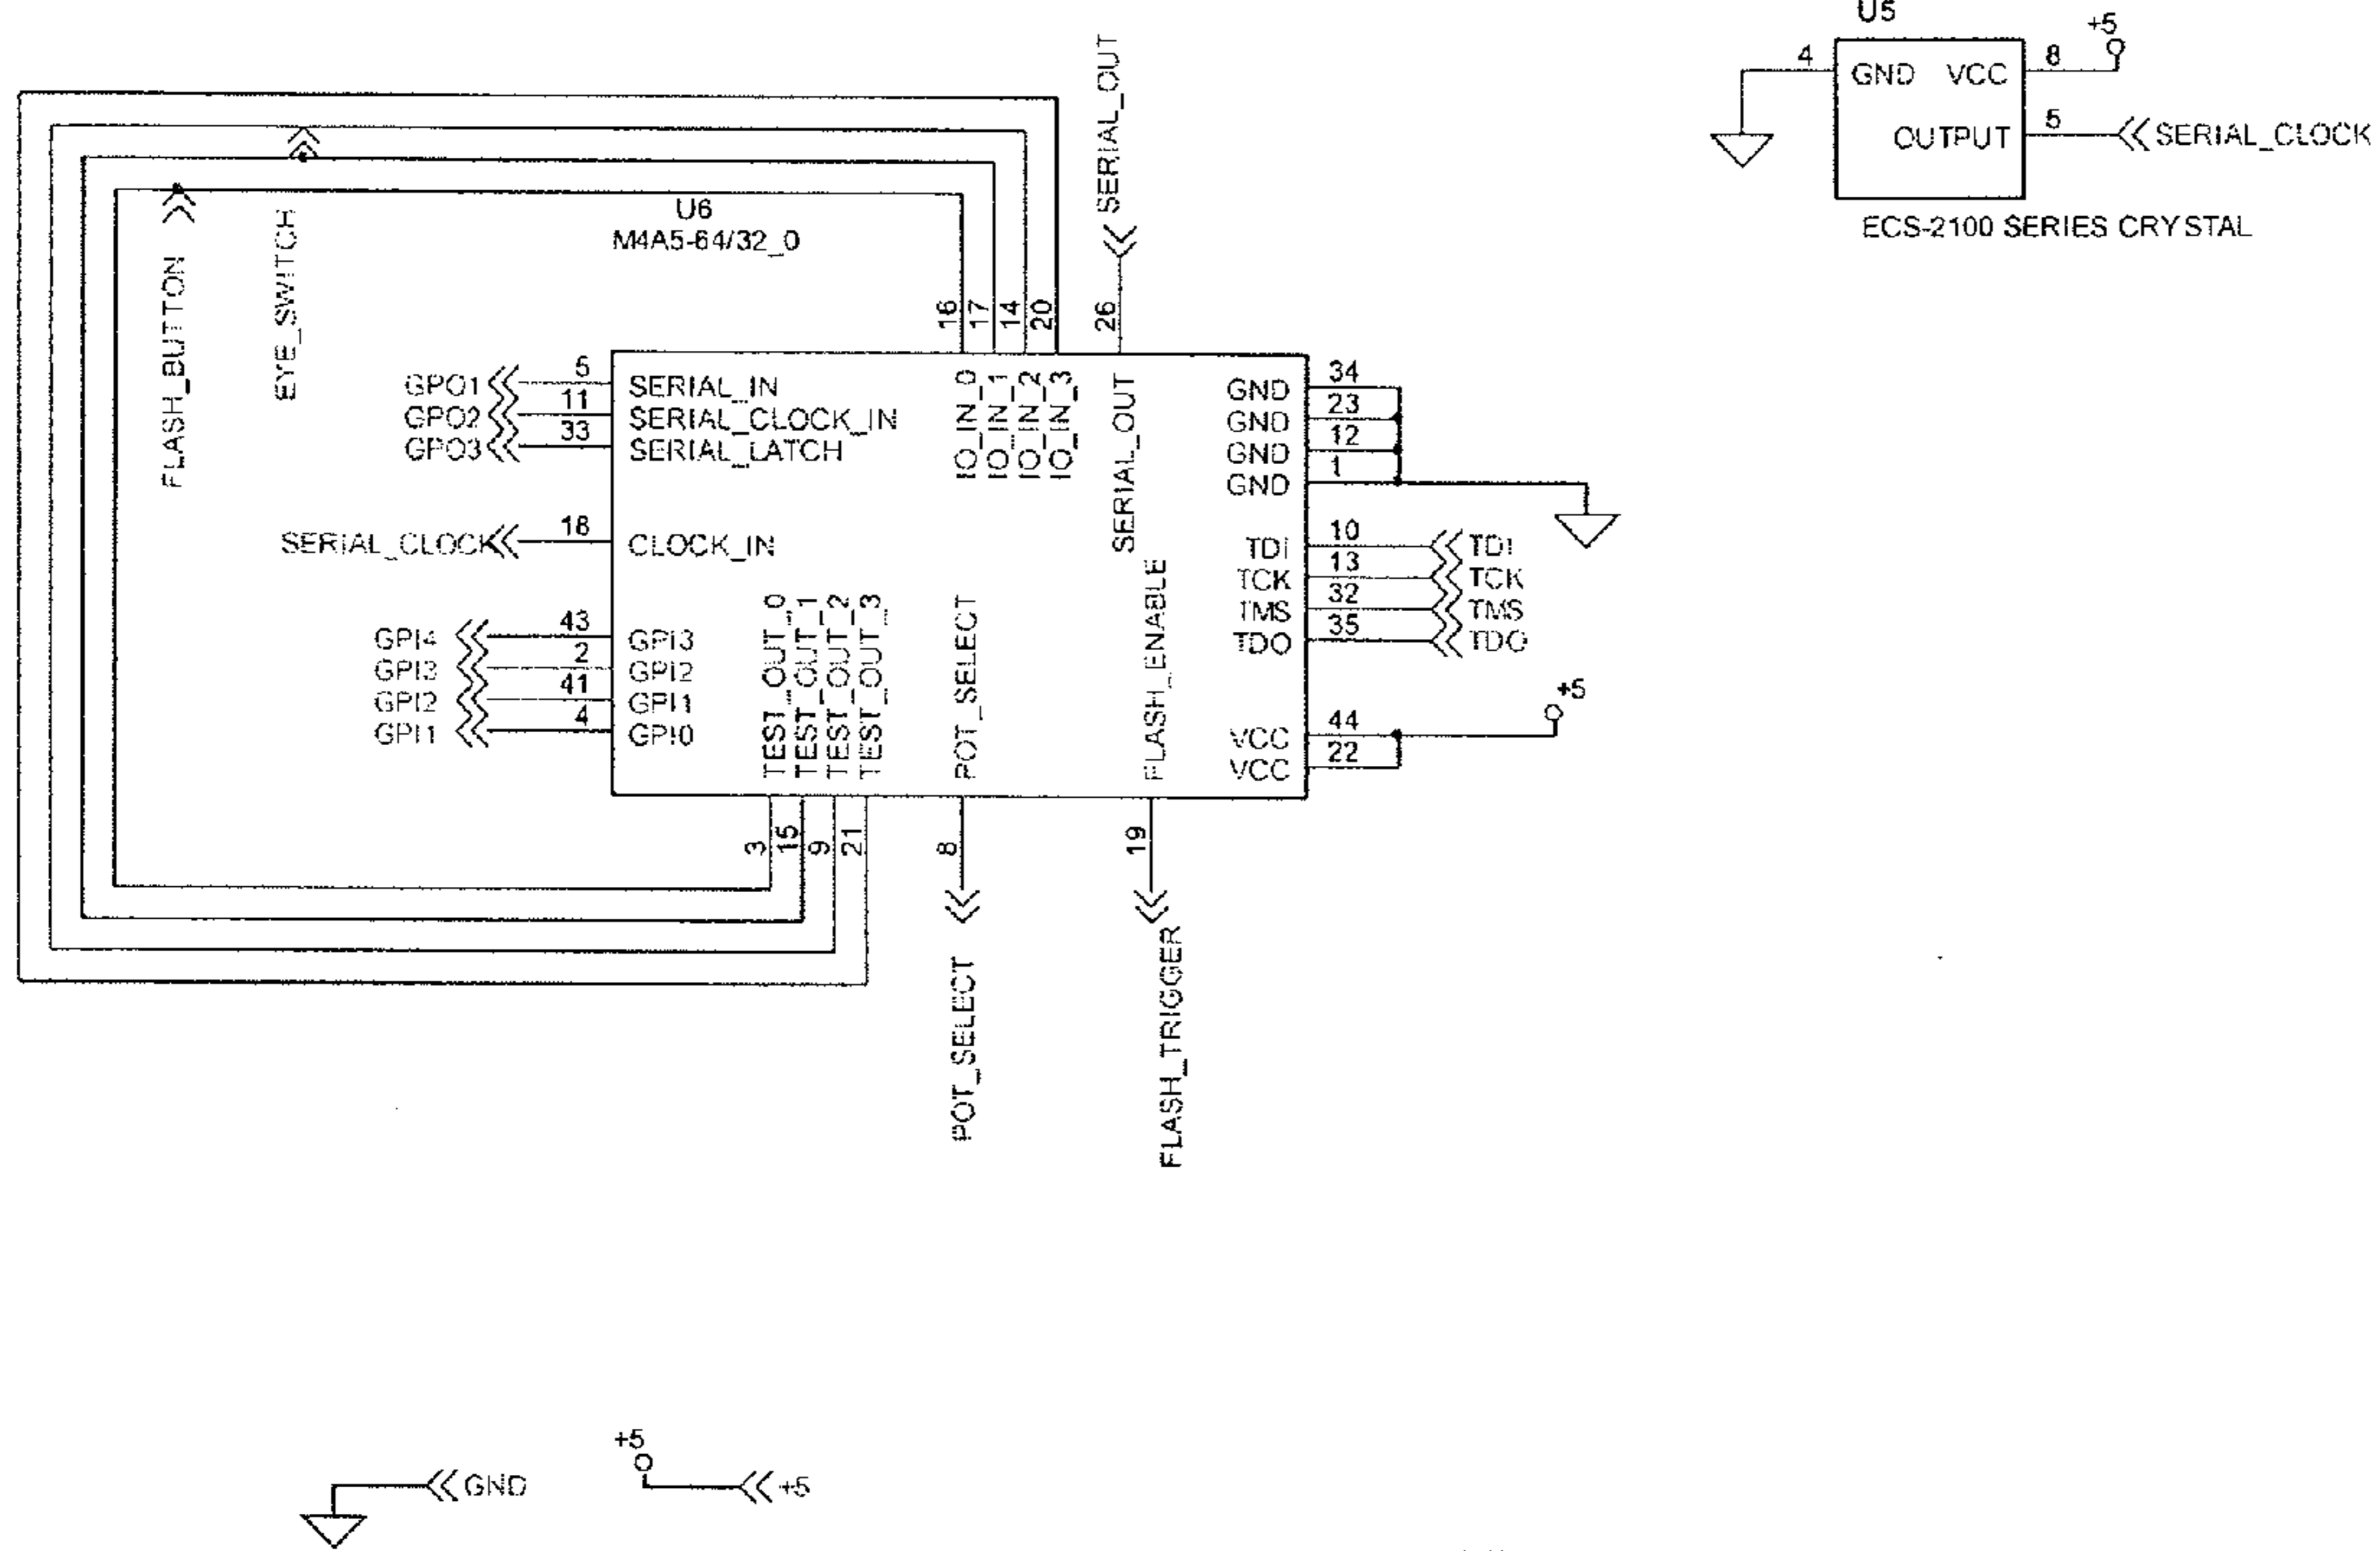 U5
+5
4
GND
VCC
8
OUTPUT
5
SERIAL_CLOCK
ECS-2100 SERIES CRYSTAL
SERIAL_OUT
26
U6
M4A5-64/32_0
FLASH_BUTTON
EYE_SWITCH
16
17
14
20
GPO1
5
SERIAL_IN
GPO2
11
SERIAL_CLOCK_IN
GPO3
33
SERIAL_LATCH
IO_IN_0
IO_IN_1
IO_IN_2
IO_IN_3
SERIAL_OUT
GND
34
GND
23
GND
12
GND
1
SERIAL_CLOCK
18
CLOCK_IN
TDI
10
TDI
TCK
13
TCK
TMS
32
TMS
TDO
35
TDO
GPI4
43
GPI3
GPI3
2
GPI2
GPI2
41
GPI1
GPI1
4
GPI0
TEST_OUT_0
TEST_OUT_1
TEST_OUT_2
TEST_OUT_3
POT_SELECT
FLASH_ENABLE
+5
VCC
44
VCC
22
3
15
9
21
8
19
POT_SELECT
FLASH_TRIGGER
GND
+5
+5